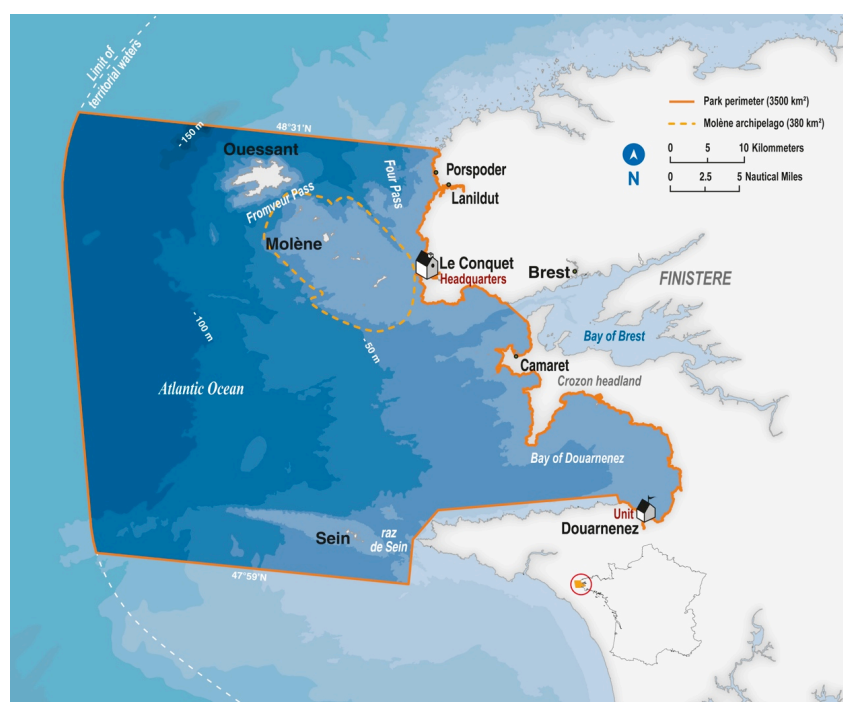 Limit of
territorial waters
- 150 m
48°31'N
Ouessant
Fromveur Pass
Four Pass
Porspoder
Lanildut
Park perimeter (3500 km²)
Molène archipelago (380 km²)
0 5 10 Kilommeters
N
0 2.5 5 Nautical Miles
Molène
Le Conquet
Headquarters
Brest
FINISTERE
- 100 m
- 50 m
Bay of Brest
Camaret
Crozon headland
Atlantic Ocean
Bay of Douarnenez
Unit
Douarnenez
Sein
raz
de Sein
47°59'N